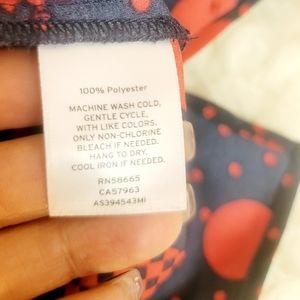 100% Polyester
MACHINE WASH COLD,
GENTLE CYCLE,
WITH LIKE COLORS,
ONLY NON-CHLORINE
BLEACH IF NEEDED.
HANG TO DRY,
COOL IRON IF NEEDED.
RN58665
CA57963
AS394543MI